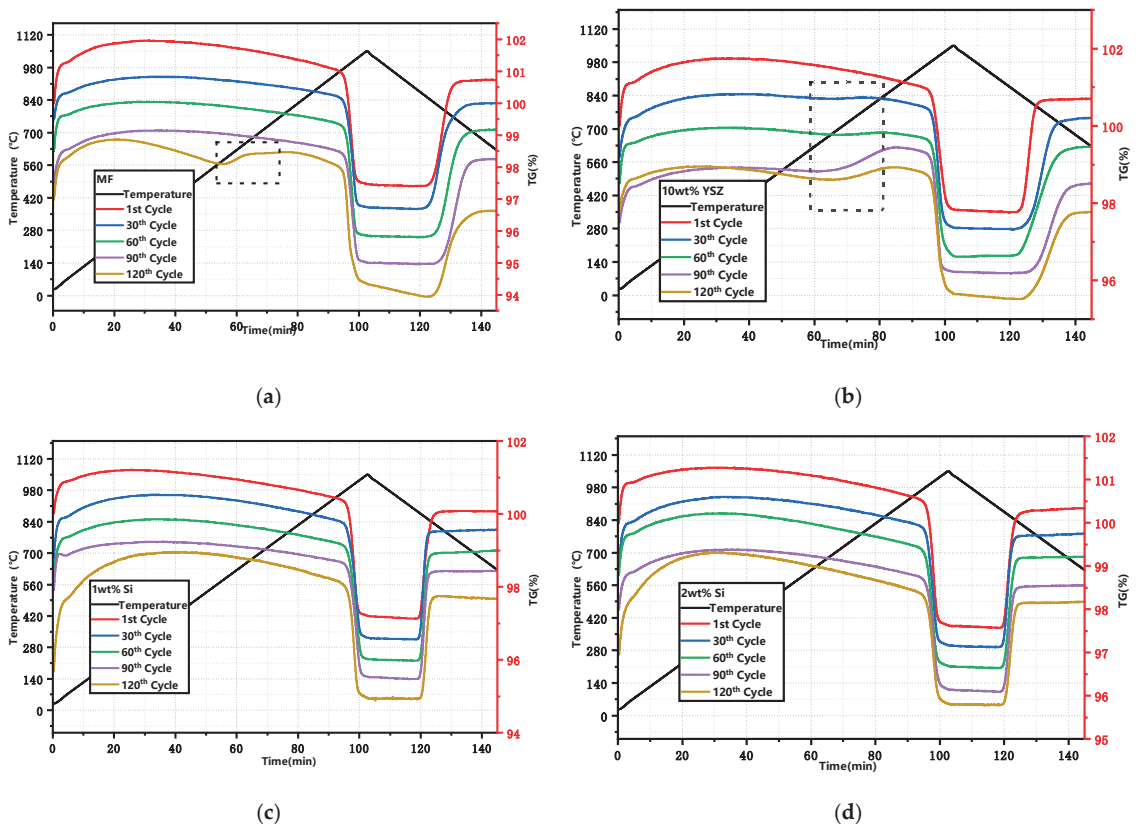 1120
980
840
700
560
420
280
140
0
Temperature (°C)
102
101
100
99
98
97
96
95
94
TG(%)
MF
Temperature
1st Cycle
30th Cycle
60th Cycle
90th Cycle
120th Cycle
0 20 40 60 80 100 120 140
Time(min)
(a)
1120
980
840
700
560
420
280
140
0
Temperature (°C)
102
100
98
96
TG(%)
10wt% YSZ
Temperature
1st Cycle
30th Cycle
60th Cycle
90th Cycle
120th Cycle
0 20 40 60 80 100 120 140
Time(min)
(b)
1120
980
840
700
560
420
280
140
0
Temperature (°C)
102
100
98
96
95
94
TG(%)
1wt% Si
Temperature
1st Cycle
30th Cycle
60th Cycle
90th Cycle
120th Cycle
0 20 40 60 80 100 120 140
Time(min)
(c)
1120
980
840
700
560
420
280
140
0
Temperature (°C)
102
101
100
99
98
97
96
95
TG(%)
2wt% Si
Temperature
1st Cycle
30th Cycle
60th Cycle
90th Cycle
120th Cycle
0 20 40 60 80 100 120 140
Time(min)
(d)